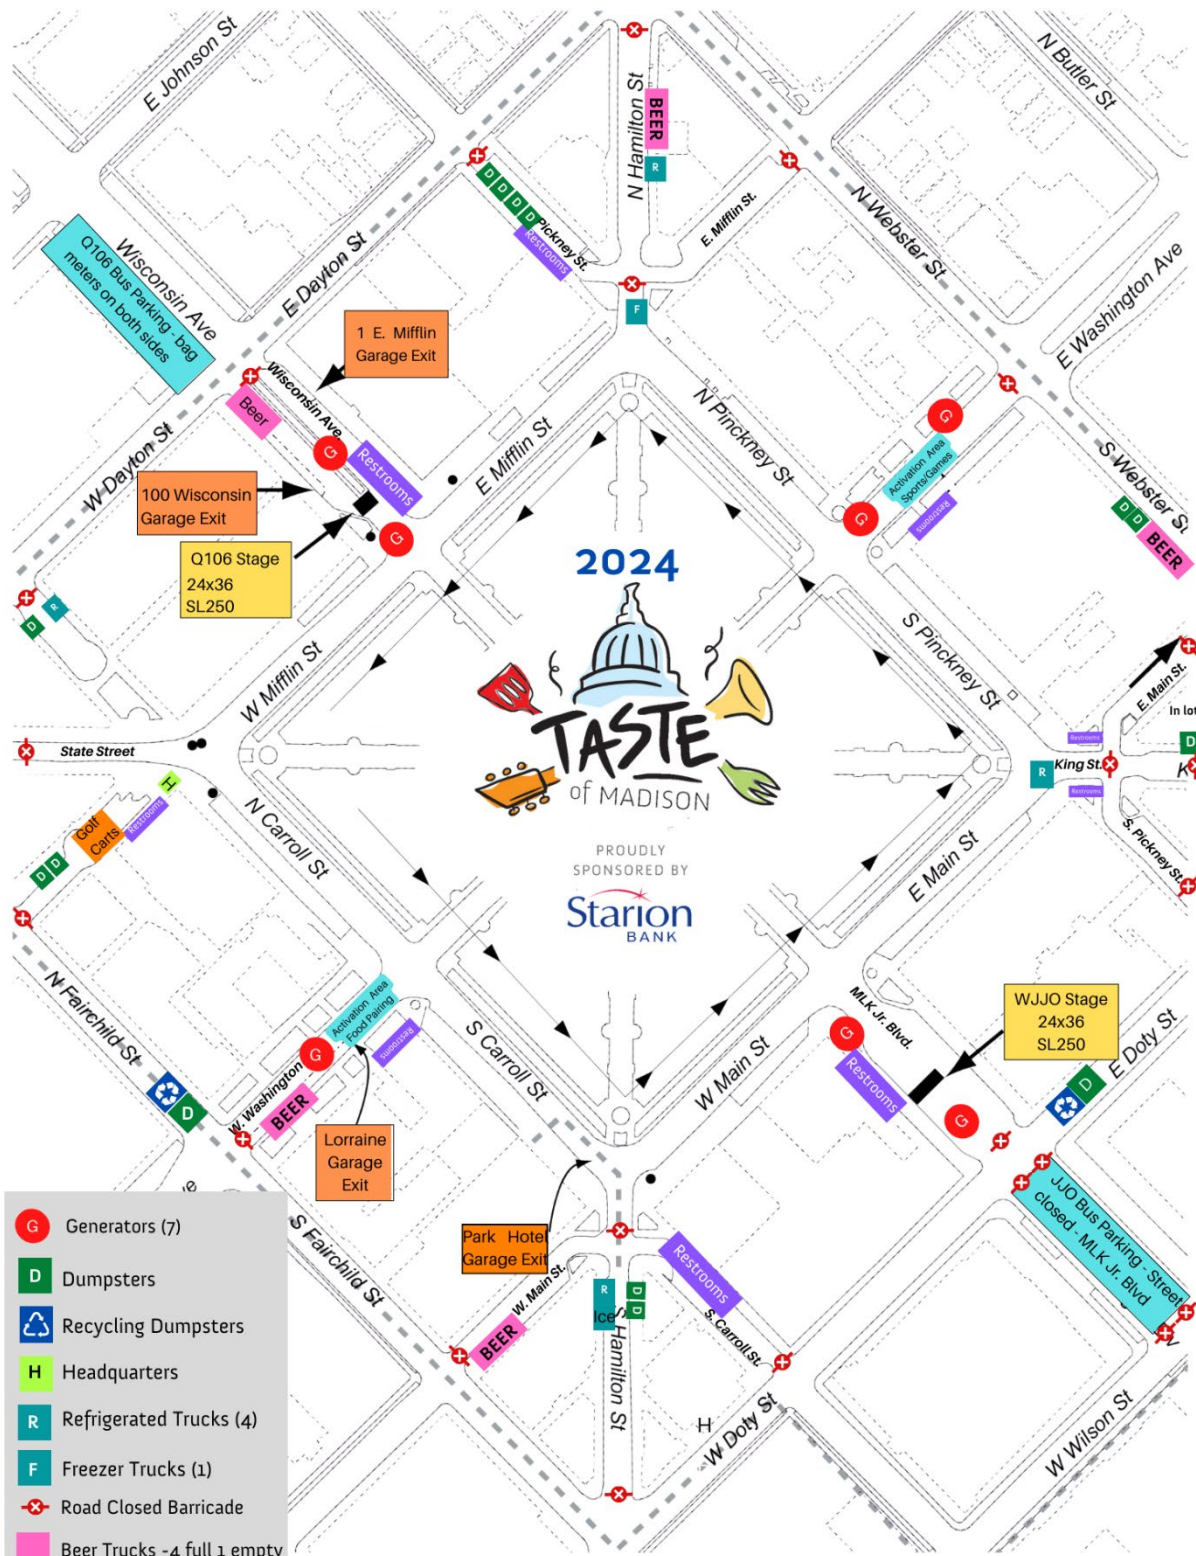 E Johnson St
N Butler St
N Hamilton St
BEER
R
D
D
D
D
Pickney St.
Restrooms
E. Mifflin St.
N Webster St
Q106 Bus Parking - bag
meters on both sides
Wisconsin Ave
E Dayton St
E Washington Ave
F
1 E. Mifflin
Garage Exit
Wisconsin Ave.
Beer
G
Restrooms
W Dayton St
E Mifflin St
N Pinckney St
G
Activation Area
Sports/Games
G
Restrooms
S Webster St
D
D
BEER
100 Wisconsin
Garage Exit
G
Q106 Stage
24x36
SL250
R
D
2024
TASTE
of MADISON
PROUDLY
SPONSORED BY
Starion
BANK
W Mifflin St
S Pinckney St
E. Main St.
In lot
D
State Street
H
Restrooms
Golf
Carts
D
D
N Carroll St
Restrooms
R
King St.
K
Restrooms
S. Pickney St.
E Main St
N Fairchild St
Activation Area
Food Pairing
Restrooms
G
W. Washington
BEER
D
S Carroll St
W Main St
MLK Jr. Blvd.
G
Restrooms
WJJO Stage
24x36
SL250
E Doty St
D
G
Lorraine
Garage
Exit
JJO Bus Parking - Street
closed - MLK Jr. Blvd
Park Hotel
Garage Exit
S Fairchild St
W. Main St.
BEER
R
Ice
D
D
S Hamilton St
Restrooms
S. Carroll St.
H
W Doty St
W Wilson St
G Generators (7)
D Dumpsters
Recycling Dumpsters
H Headquarters
R Refrigerated Trucks (4)
F Freezer Trucks (1)
Road Closed Barricade
Beer Trucks -4 full 1 empty